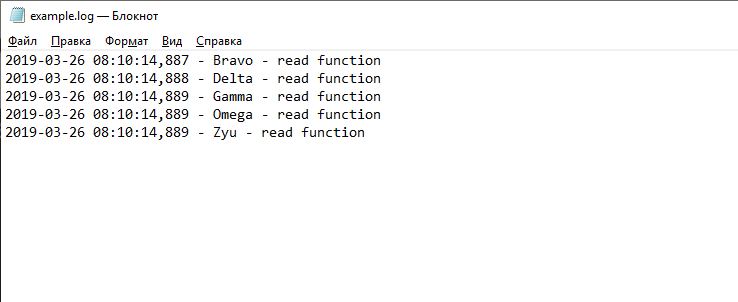 example.log — Блокнот
Файл Правка Формат Вид Справка
2019-03-26 08:10:14,887 - Bravo - read function
2019-03-26 08:10:14,888 - Delta - read function
2019-03-26 08:10:14,889 - Gamma - read function
2019-03-26 08:10:14,889 - Omega - read function
2019-03-26 08:10:14,889 - Zyu - read function